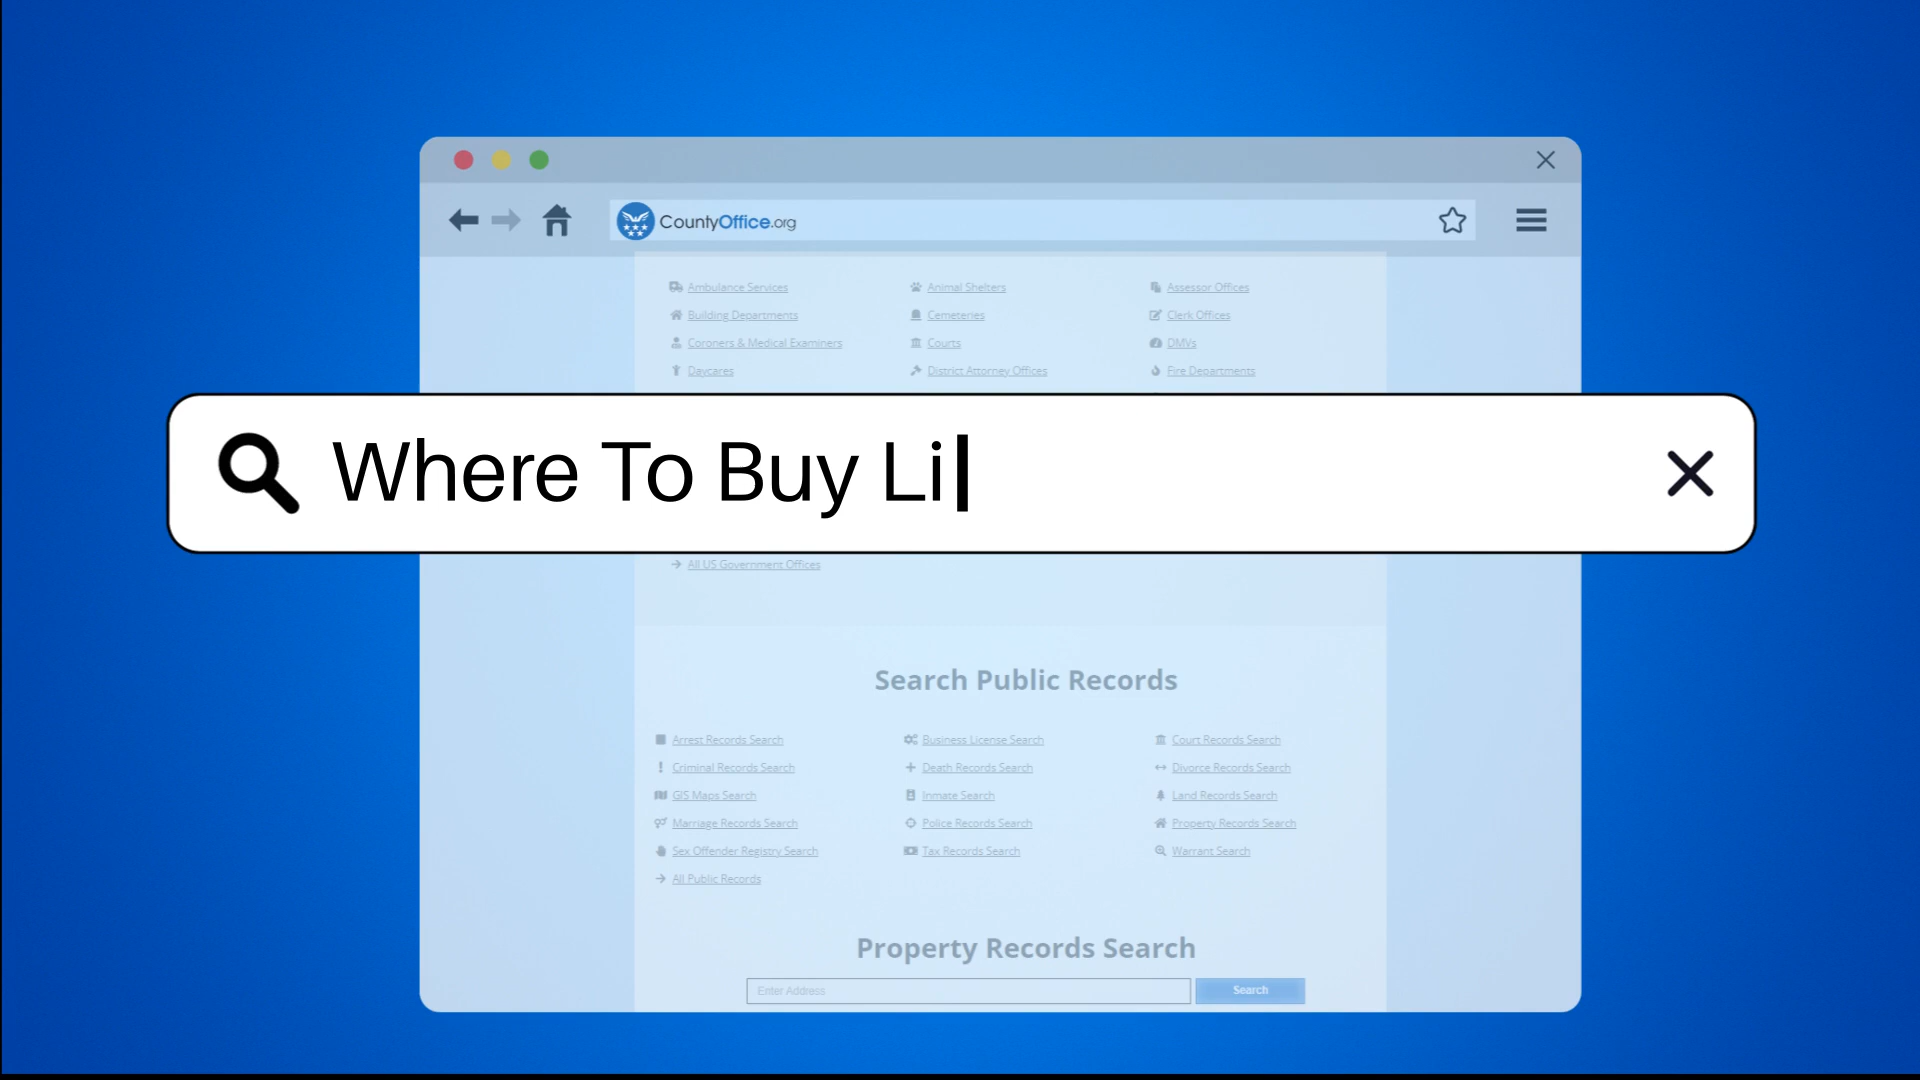 CountyOffice.org
Ambulance Services Animal Shelters Assessor Offices
Building Departments Cemeteries Clerk Offices
Coroners & Medical Examiners Courts DMVs
Daycares District Attorney Offices Fire Departments
Where To Buy Li
All US Government Offices
Search Public Records
Arrest Records Search Business License Search Court Records Search
Criminal Records Search Death Records Search Divorce Records Search
GIS Maps Search Inmate Search Land Records Search
Marriage Records Search Police Records Search Property Records Search
Sex Offender Registry Search Tax Records Search Warrant Search
All Public Records
Property Records Search
Enter Address Search